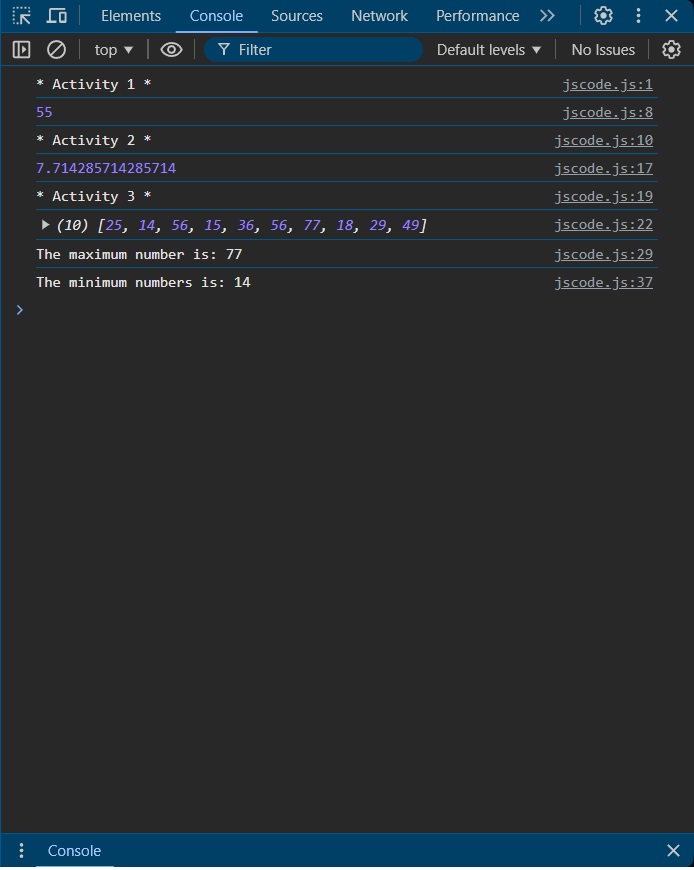 Elements Console Sources Network Performance
top Filter Default levels No Issues
* Activity 1 * jscode.js:1
55 jscode.js:8
* Activity 2 * jscode.js:10
7.714285714285714 jscode.js:17
* Activity 3 * jscode.js:19
(10) [25, 14, 56, 15, 36, 56, 77, 18, 29, 49] jscode.js:22
The maximum number is: 77 jscode.js:29
The minimum numbers is: 14 jscode.js:37
Console